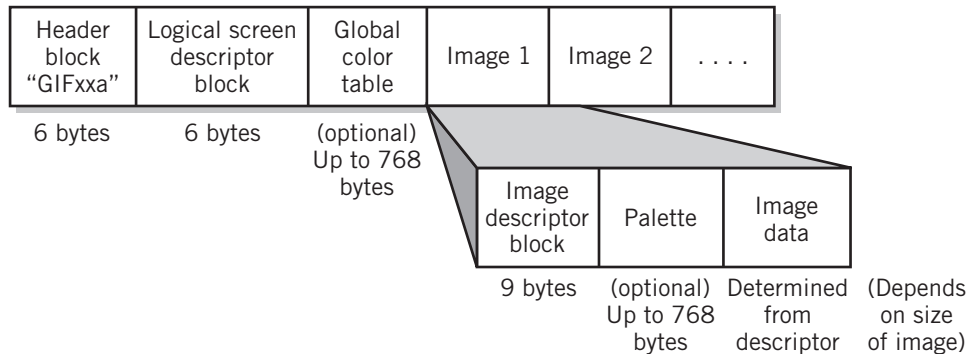 Header
block
“GIFxxa”
Logical screen
descriptor
block
Global
color
table
Image 1
Image 2
. . . .
6 bytes
6 bytes
(optional)
Up to 768
bytes
Image
descriptor
block
Palette
Image
data
9 bytes
(optional)
Up to 768
bytes
Determined
from
descriptor
(Depends
on size
of image)